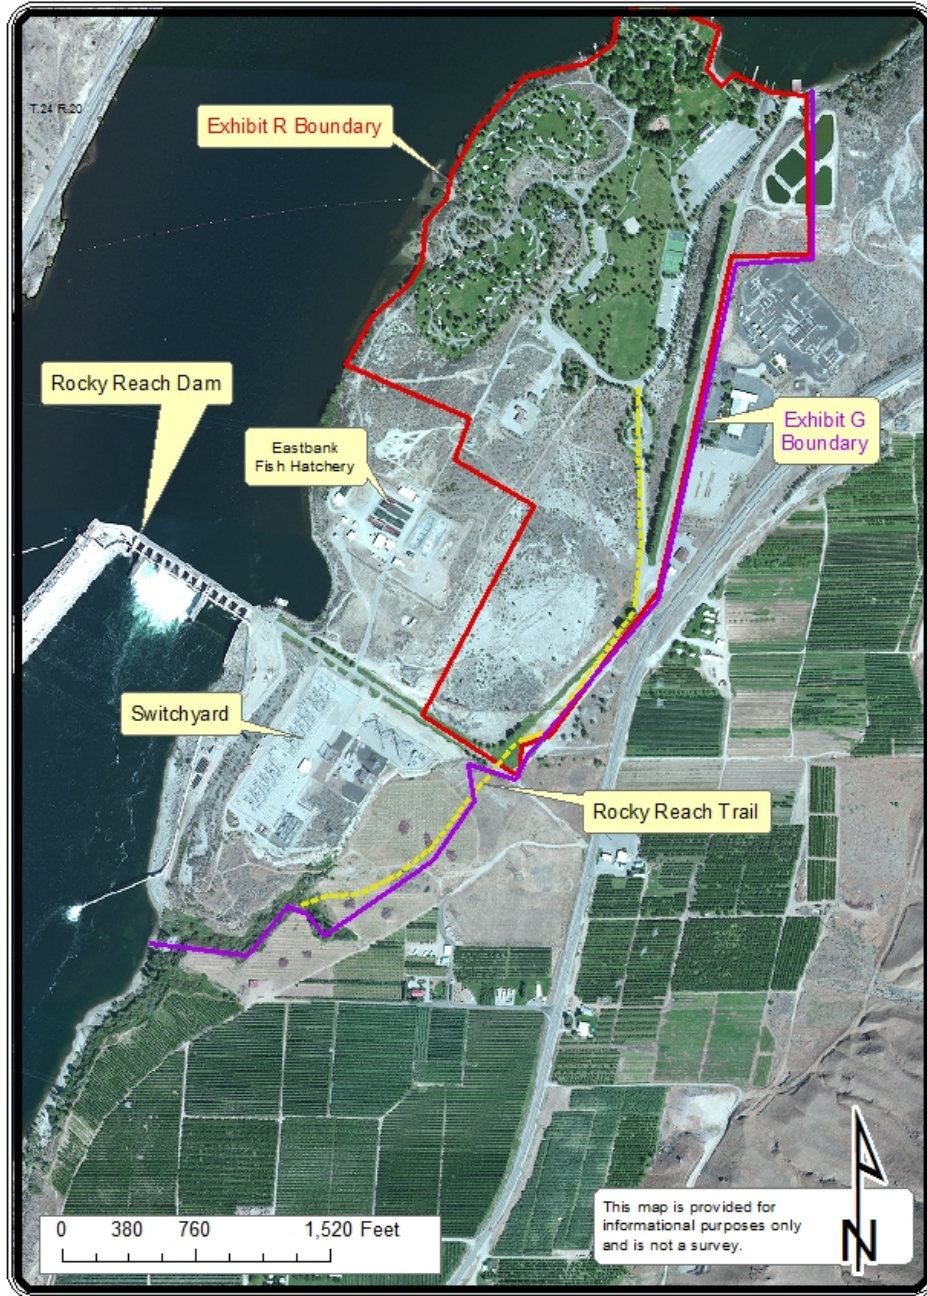 T.24 R.20
Exhibit R Boundary
Rocky Reach Dam
Eastbank
Fish Hatchery
Exhibit G
Boundary
Switchyard
Rocky Reach Trail
0 380 760 1,520 Feet
This map is provided for
informational purposes only
and is not a survey.
N